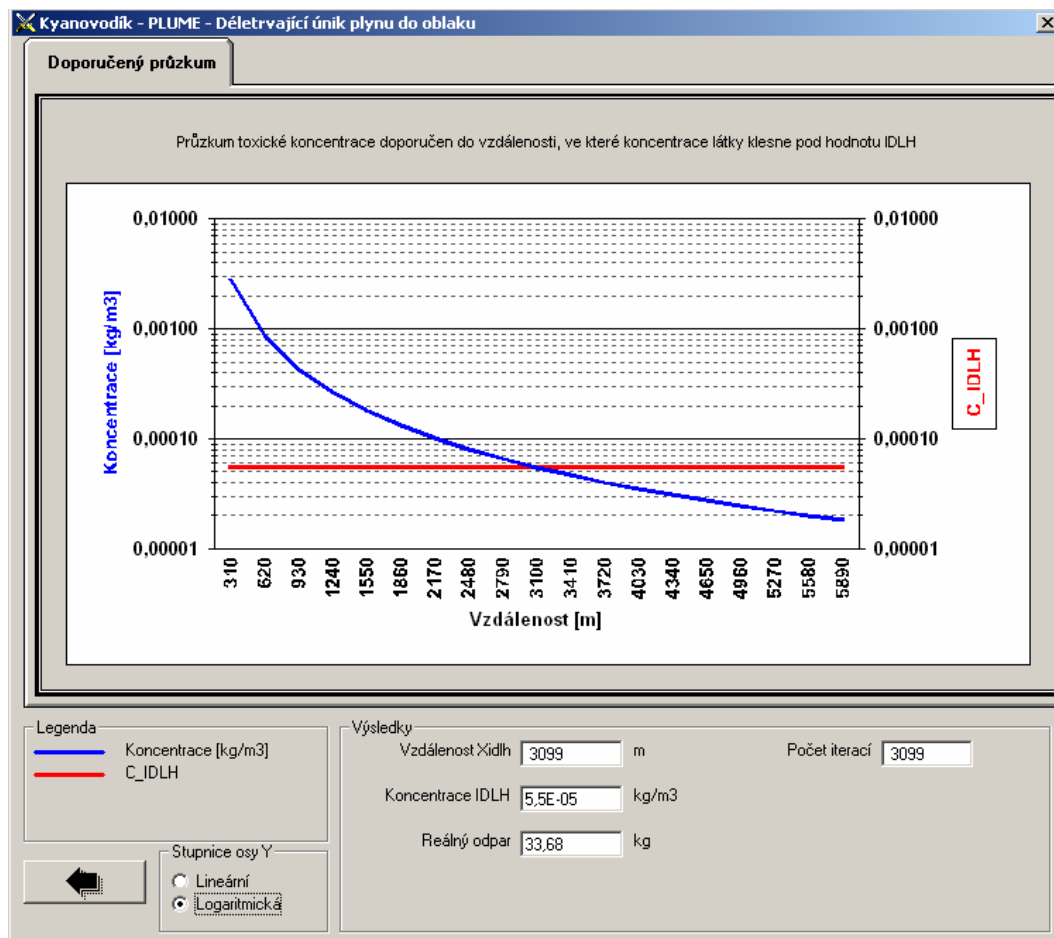 Kyanovodík - PLUME - Déletrvající únik plynu do oblaku
Doporučený průzkum
Průzkum toxické koncentrace doporučen do vzdálenosti, ve které koncentrace látky klesne pod hodnotu IDLH
0,01000
0,00100
0,00010
0,00001
Koncentrace [kg/m3]
0,01000
0,00100
0,00010
0,00001
C_IDLH
310 620 930 1240 1550 1860 2170 2480 2790 3100 3410 3720 4030 4340 4650 4960 5270 5580 5890
Vzdálenost [m]
Legenda
Koncentrace [kg/m3]
C_IDLH
Stupnice osy Y
Lineární
Logaritmická
Výsledky
Vzdálenost Xidlh 3099 m Počet iterací 3099
Koncentrace IDLH 5,5E-05 kg/m3
Reálný odpar 33,68 kg